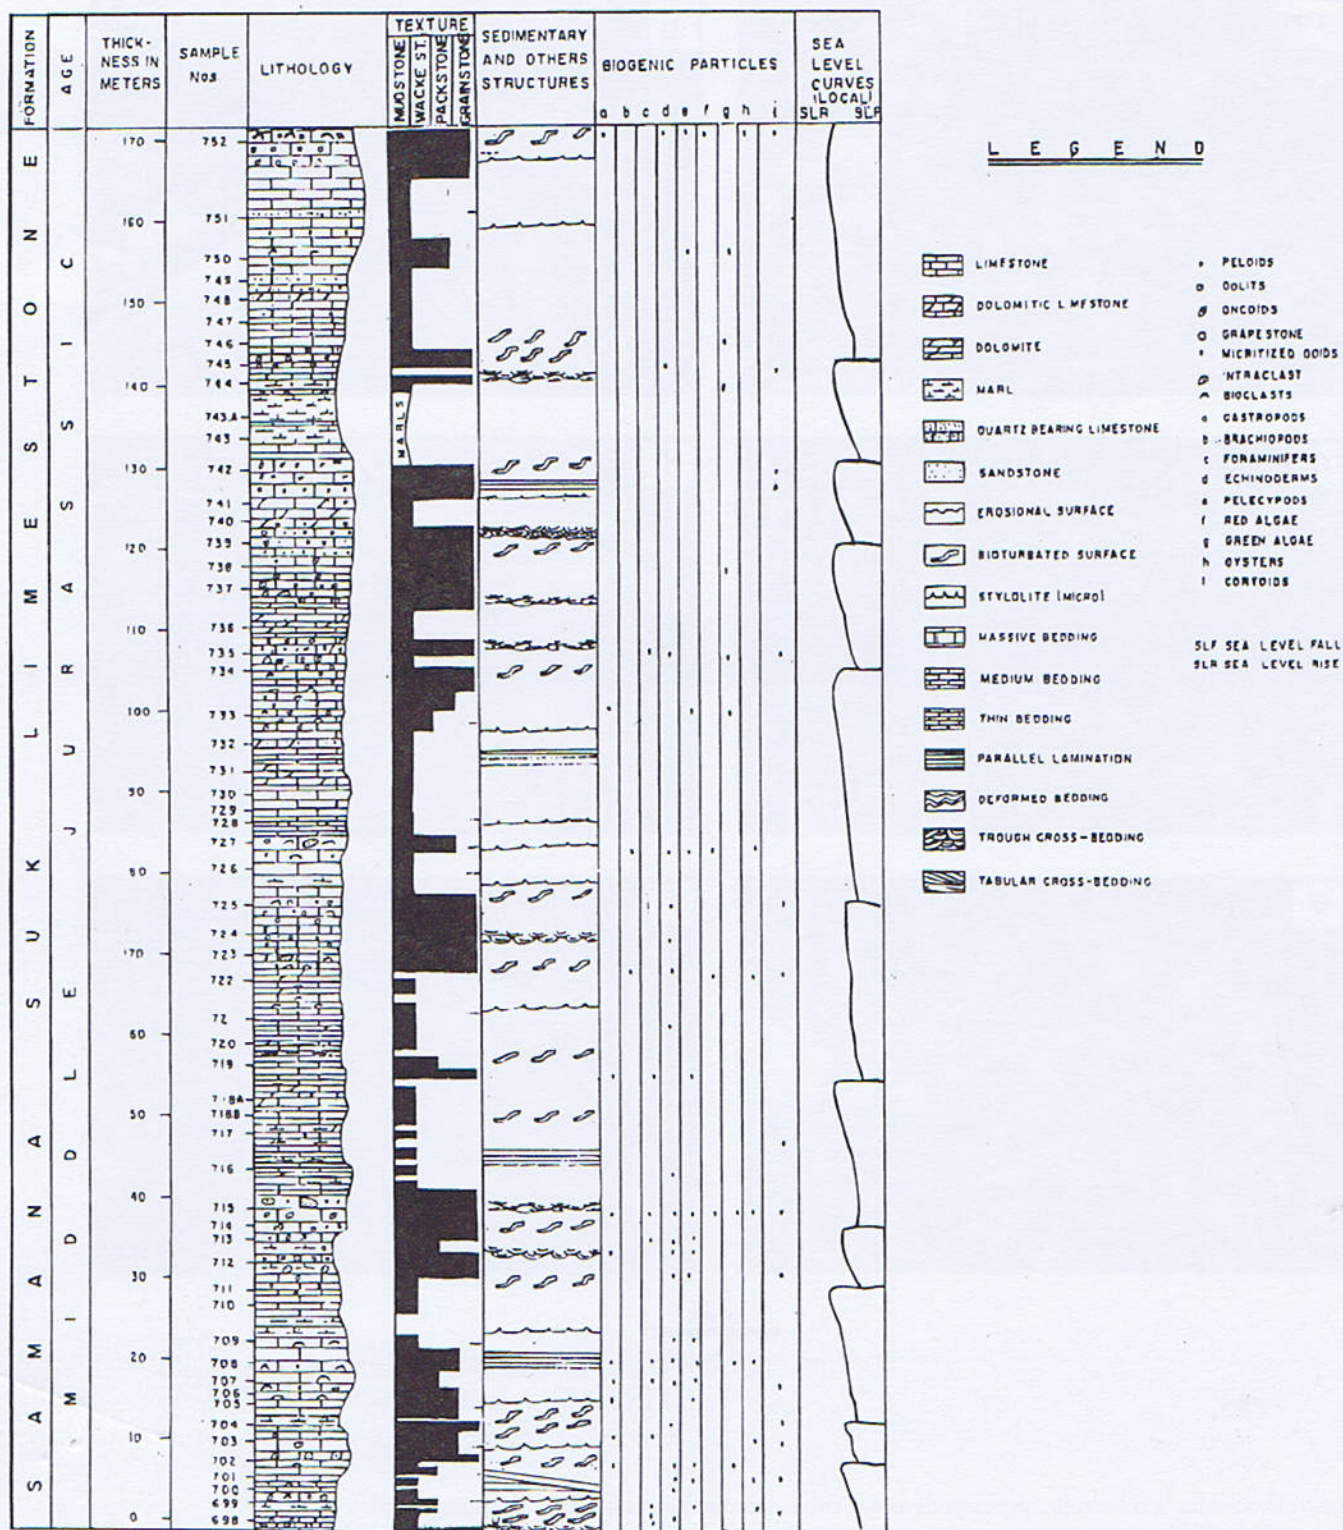 FORMATION
AGE
THICK-
NESS IN
METERS
SAMPLE
Nos.
LITHOLOGY
TEXTURE
MUDSTONE
WACKE ST.
PACKSTONE
GRAINSTONE
SEDIMENTARY
AND OTHERS
STRUCTURES
BIOGENIC PARTICLES
a b c d e f g h i
SEA
LEVEL
CURVES
(LOCAL)
SLR SLF
SAMANA SUK LIMESTONE
MIDDLE JURASSIC
170
160
150
140
130
120
110
100
90
80
170
60
50
40
30
20
10
0
752
751
750
749
748
747
746
745
744
743A
743
742
741
740
739
738
737
736
735
734
733
732
731
730
729
728
727
726
725
724
723
722
72
720
719
718A
718B
717
716
715
714
713
712
711
710
709
708
707
706
705
704
703
702
701
700
699
698
MARLS
LEGEND
LIMESTONE
DOLOMITIC L MESTONE
DOLOMITE
MARL
QUARTZ BEARING LIMESTONE
SANDSTONE
EROSIONAL SURFACE
BIOTURBATED SURFACE
STYLOLITE (MICRO)
MASSIVE BEDDING
MEDIUM BEDDING
THIN BEDDING
PARALLEL LAMINATION
DEFORMED BEDDING
TROUGH CROSS-BEDDING
TABULAR CROSS-BEDDING
PELOIDS
OOLITS
ONCOIDS
GRAPESTONE
MICRITIZED OOIDS
INTRACLAST
BIOCLASTS
a GASTROPODS
b BRACHIOPODS
c FORAMINIFERS
d ECHINODERMS
e PELECYPODS
f RED ALGAE
g GREEN ALGAE
h OYSTERS
i CORTOIDS
SLF SEA LEVEL FALL
SLR SEA LEVEL RISE